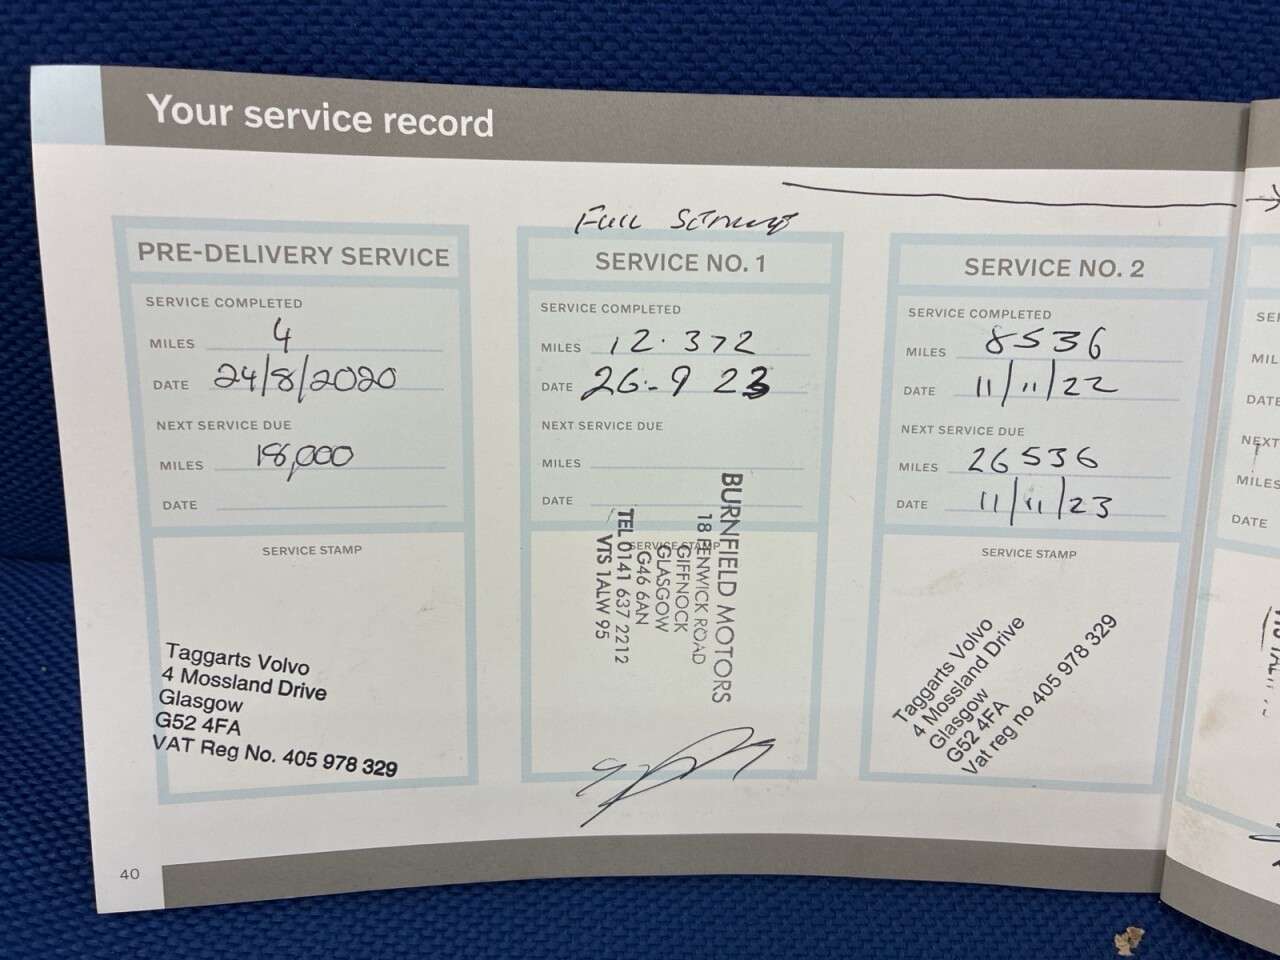 Your service record
PRE-DELIVERY SERVICE
SERVICE COMPLETED
MILES 4
DATE 24/8/2020
NEXT SERVICE DUE
MILES 18,000
DATE
SERVICE STAMP
Taggarts Volvo
4 Mossland Drive
Glasgow
G52 4FA
VAT Reg No. 405 978 329
Full
SERVICE NO. 1
SERVICE COMPLETED
MILES 12.372
DATE 26-9 23
NEXT SERVICE DUE
MILES
DATE
SERVICE STAMP
BURNFIELD MOTORS
18 FENWICK ROAD
GIFFNOCK
GLASGOW
G46 6AN
TEL 0141 637 2212
VTS 1ALW 95
SERVICE NO. 2
SERVICE COMPLETED
MILES 8536
DATE 11/11/22
NEXT SERVICE DUE
MILES 26536
DATE 11/11/23
SERVICE STAMP
Taggarts Volvo
4 Mossland Drive
Glasgow
G52 4FA
Vat reg no 405 978 329
NEXT
MILES
DATE
40